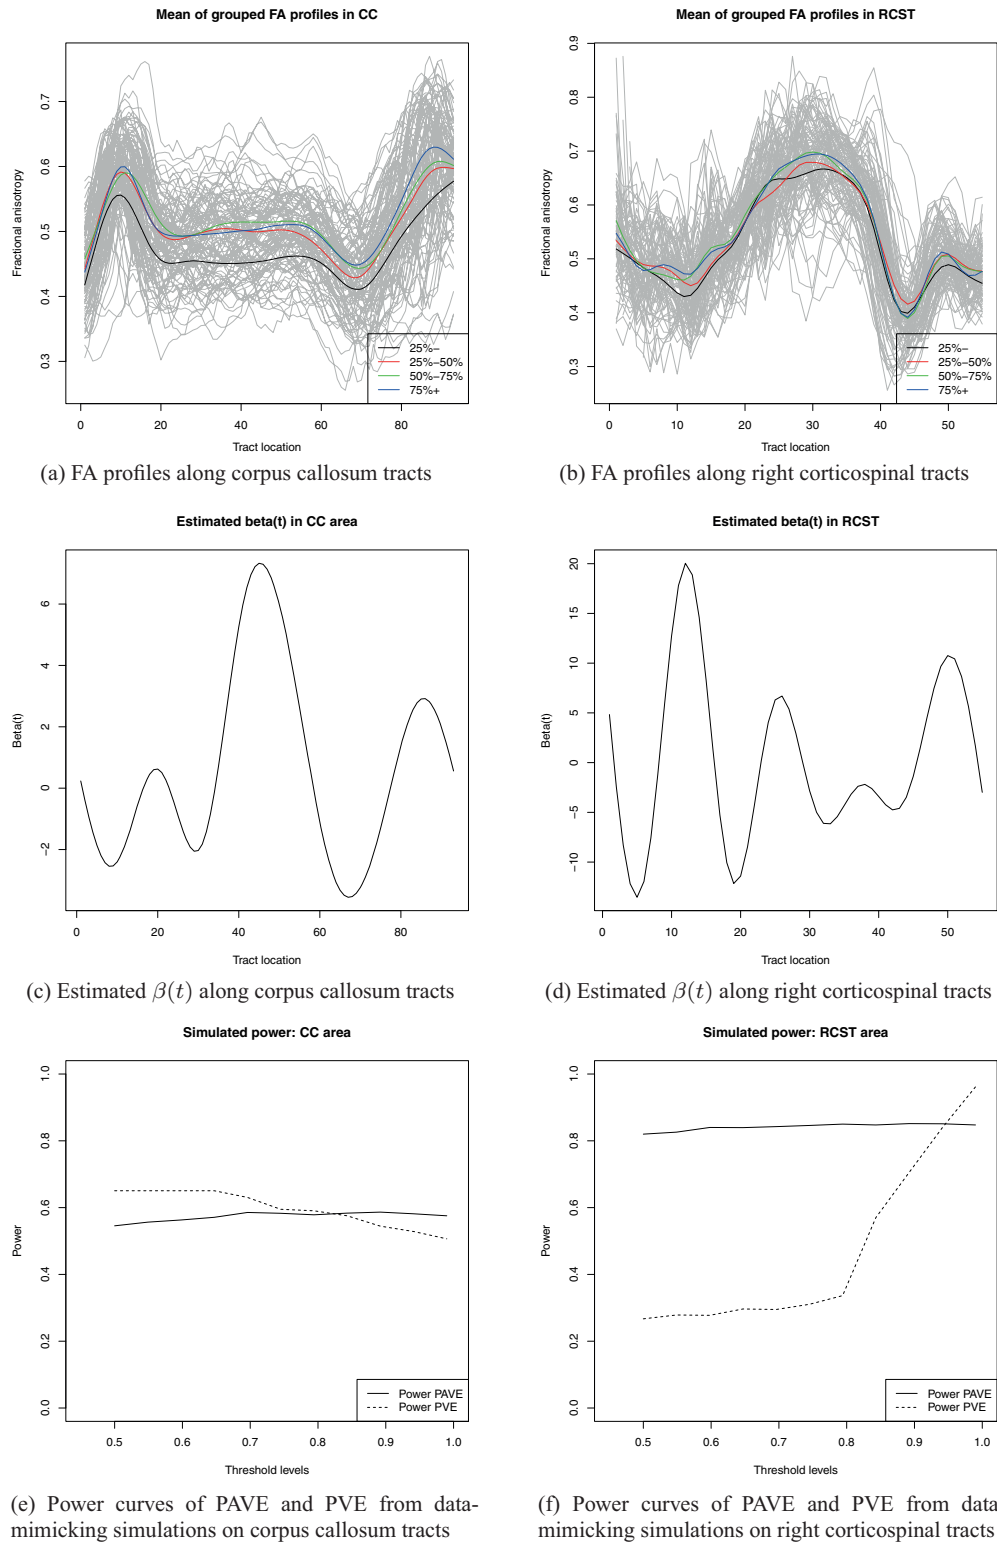 Mean of grouped FA profiles in CC
Fractional anisotropy
0.3
0.4
0.5
0.6
0.7
0 20 40 60 80
Tract location
25%−
25%−50%
50%−75%
75%+
(a) FA profiles along corpus callosum tracts
Mean of grouped FA profiles in RCST
Fractional anisotropy
0.3
0.4
0.5
0.6
0.7
0.8
0.9
0 10 20 30 40 50
Tract location
25%−
25%−50%
50%−75%
75%+
(b) FA profiles along right corticospinal tracts
Estimated beta(t) in CC area
Beta(t)
−2
0
2
4
6
0 20 40 60 80
Tract location
(c) Estimated β(t) along corpus callosum tracts
Estimated beta(t) in RCST
Beta(t)
−10
−5
0
5
10
15
20
0 10 20 30 40 50
Tract location
(d) Estimated β(t) along right corticospinal tracts
Simulated power: CC area
Power
0.0
0.2
0.4
0.6
0.8
1.0
0.5 0.6 0.7 0.8 0.9 1.0
Threshold levels
Power PAVE
Power PVE
(e) Power curves of PAVE and PVE from data-
mimicking simulations on corpus callosum tracts
Simulated power: RCST area
Power
0.0
0.2
0.4
0.6
0.8
1.0
0.5 0.6 0.7 0.8 0.9 1.0
Threshold levels
Power PAVE
Power PVE
(f) Power curves of PAVE and PVE from data
mimicking simulations on right corticospinal tracts